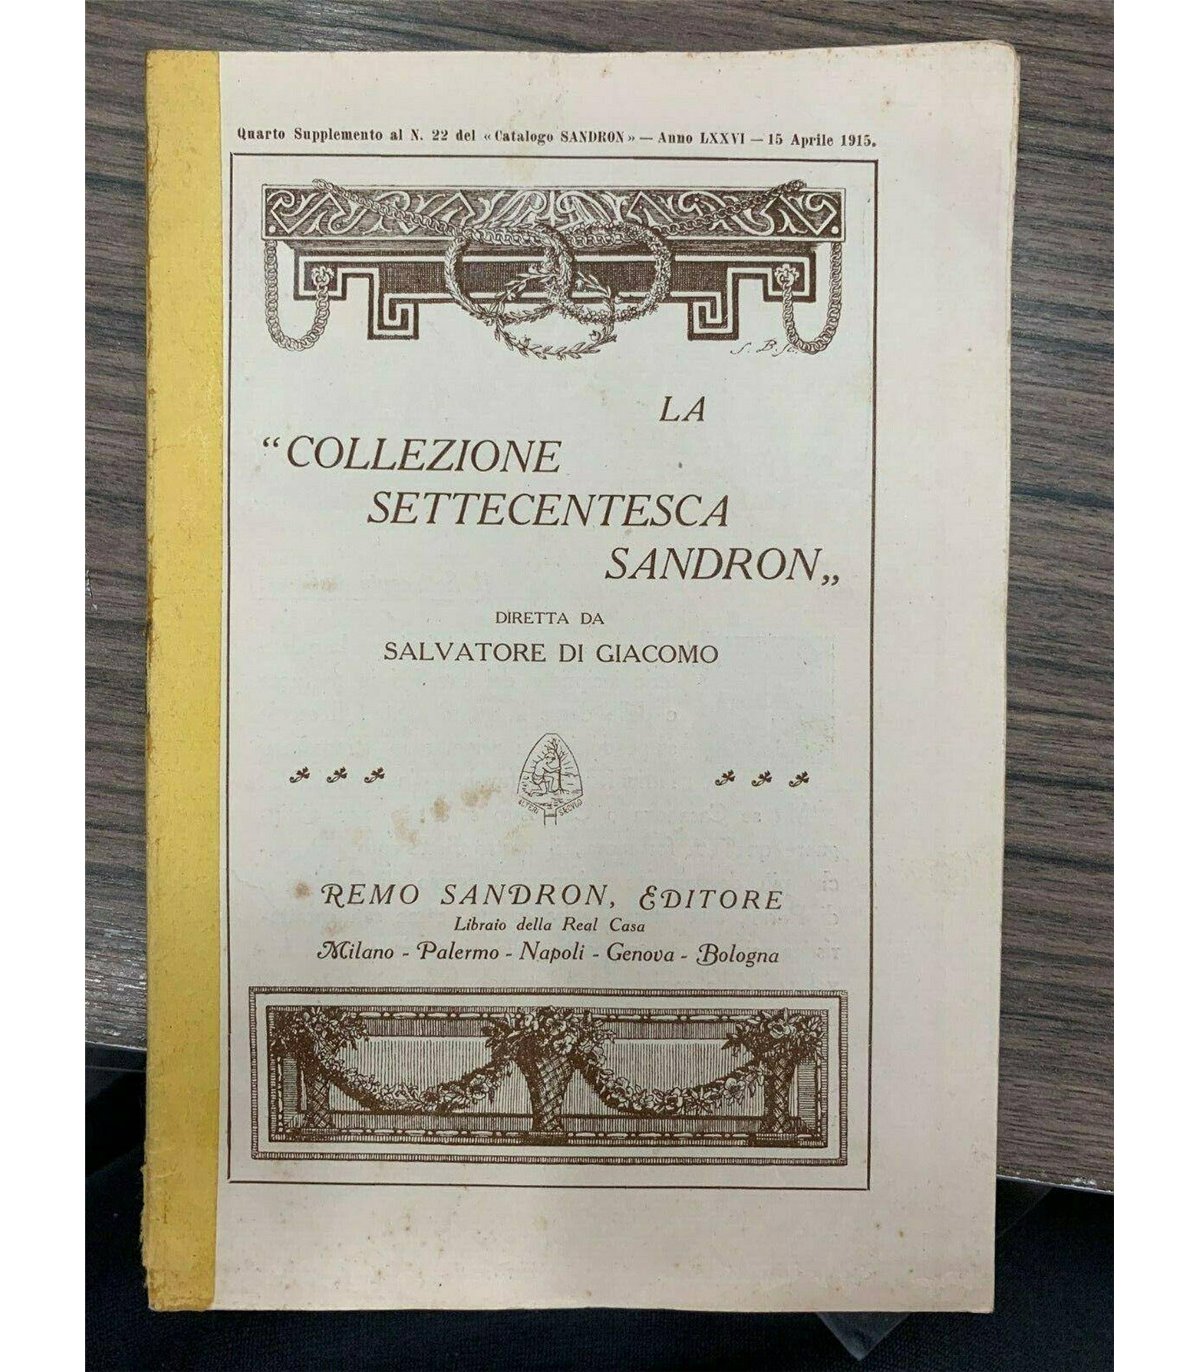 Quarto Supplemento al N. 22 del «Catalogo SANDRON» — Anno LXXVI — 15 Aprile 1915.
LA
“COLLEZIONE
SETTECENTESCA
SANDRON„
DIRETTA DA
SALVATORE DI GIACOMO
REMO SANDRON, EDITORE
Libraio della Real Casa
Milano - Palermo - Napoli - Genova - Bologna